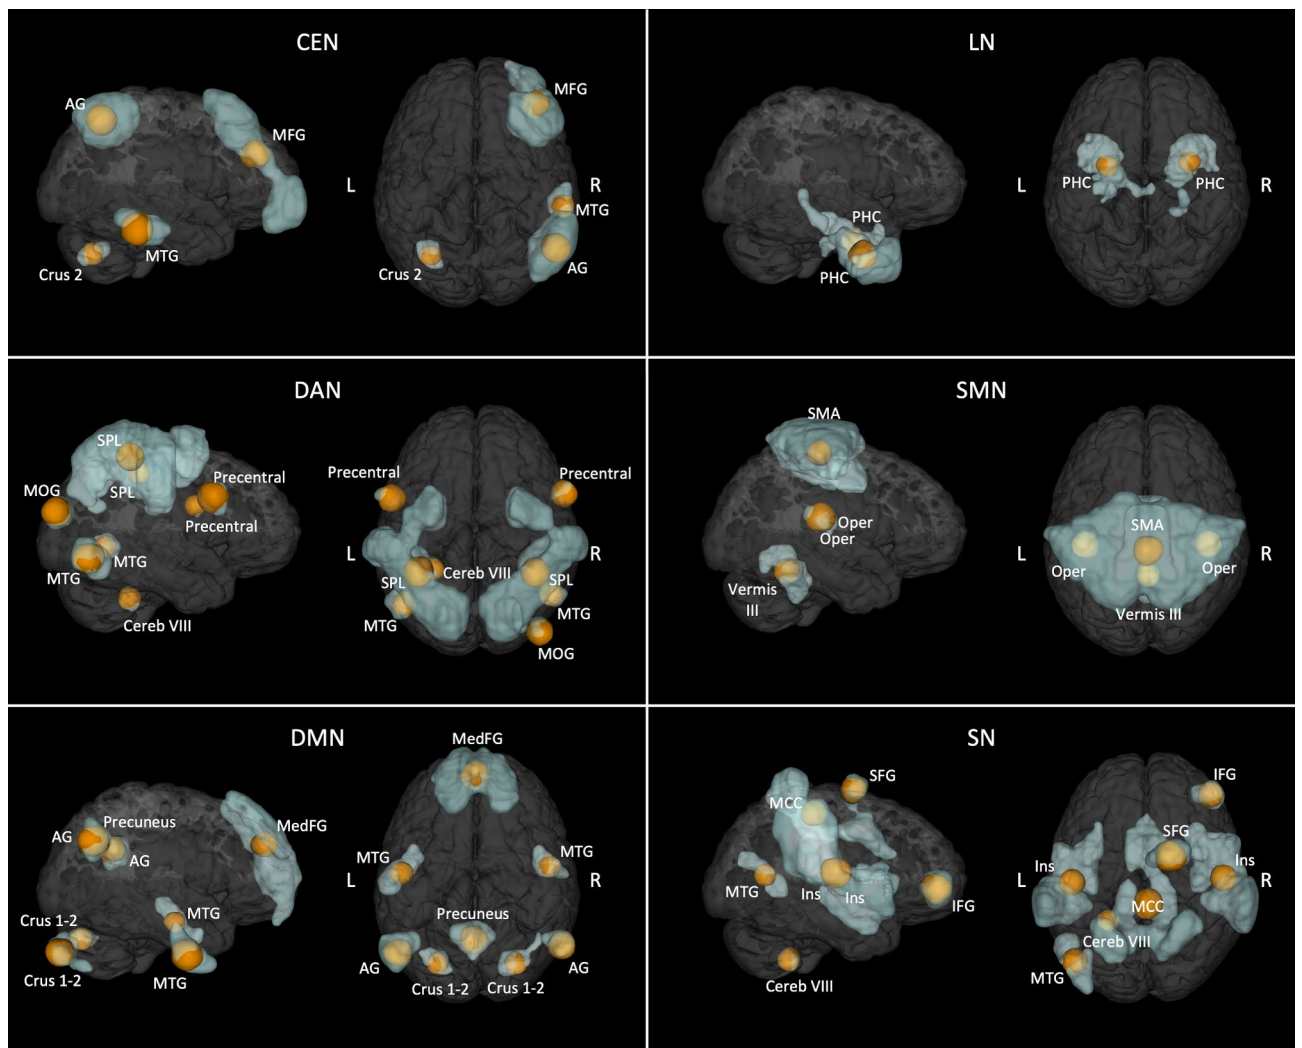 CEN
AG
MFG
MTG
Crus 2
MFG
L
R
MTG
Crus 2
AG
LN
PHC
PHC
L
R
PHC
PHC
DAN
SPL
SPL
Precentral
MOG
Precentral
MTG
MTG
Cereb VIII
Precentral
Precentral
L
R
SPL
Cereb VIII
SPL
MTG
MTG
MOG
SMN
SMA
Oper
Oper
Vermis
III
SMA
L
R
Oper
Oper
Vermis III
DMN
Precuneus
AG
AG
MedFG
MTG
Crus 1-2
Crus 1-2
MTG
MedFG
MTG
MTG
L
R
Precuneus
AG
AG
Crus 1-2
Crus 1-2
SN
SFG
MCC
MTG
Ins
Ins
IFG
Cereb VIII
IFG
SFG
Ins
Ins
L
R
MCC
Cereb VIII
MTG